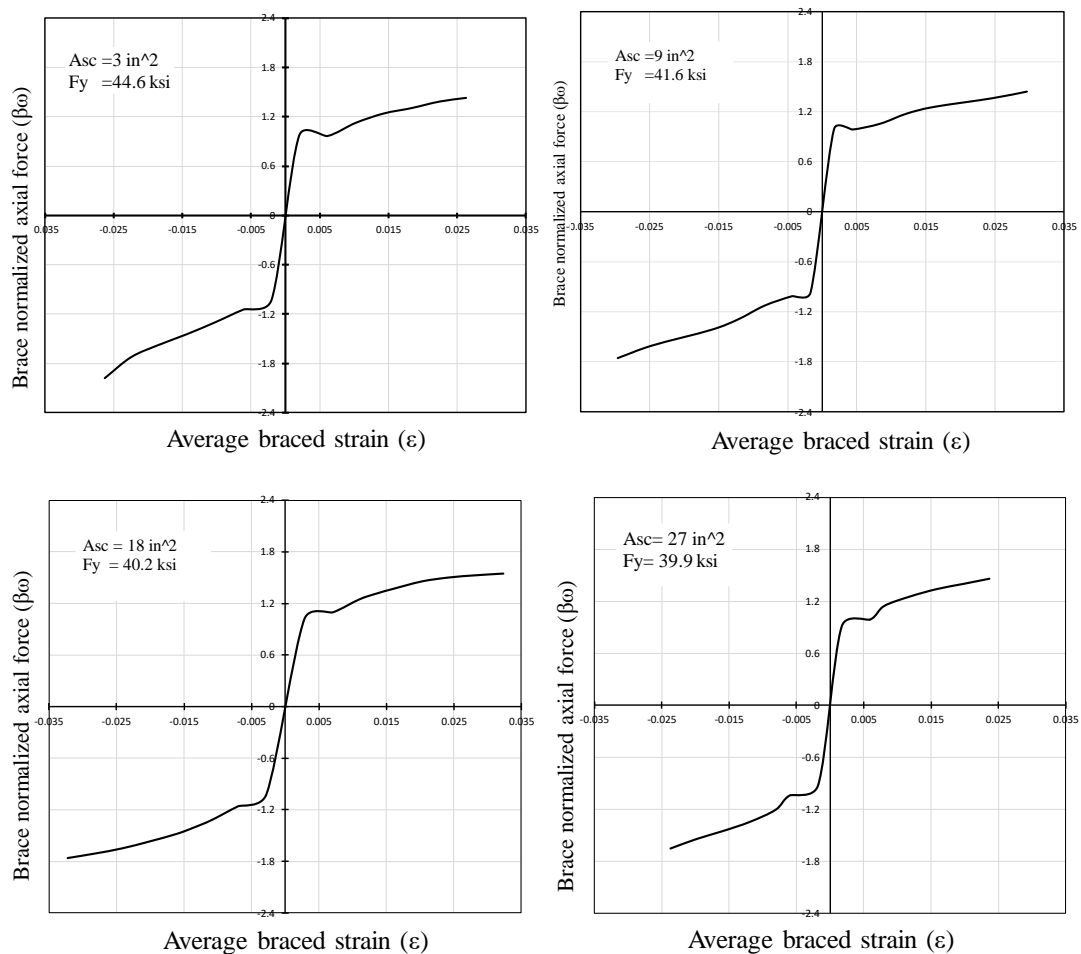 2.4
Asc =3 in^2
Fy =44.6 ksi
1.8
1.2
0.6
0
0.035 -0.025 -0.015 -0.005 0.005 0.015 0.025 0.035
-0.6
-1.2
-1.8
-2.4
Brace normalized axial force (βω)
Average braced strain (ε)
2.4
Asc =9 in^2
Fy =41.6 ksi
1.8
1.2
0.6
0
-0.035 -0.025 -0.015 -0.005 0.005 0.015 0.025 0.035
-0.6
-1.2
-1.8
-2.4
Brace normalized axial force (βω)
Average braced strain (ε)
2.4
Asc = 18 in^2
Fy = 40.2 ksi
1.8
1.2
0.6
0
-0.035 -0.025 -0.015 -0.005 0.005 0.015 0.025 0.035
-0.6
-1.2
-1.8
-2.4
Brace normalized axial force (βω)
Average braced strain (ε)
2.4
Asc= 27 in^2
Fy= 39.9 ksi
1.8
1.2
0.6
0
-0.035 -0.025 -0.015 -0.005 0.005 0.015 0.025 0.035
-0.6
-1.2
-1.8
-2.4
Brace normalized axial force (βω)
Average braced strain (ε)